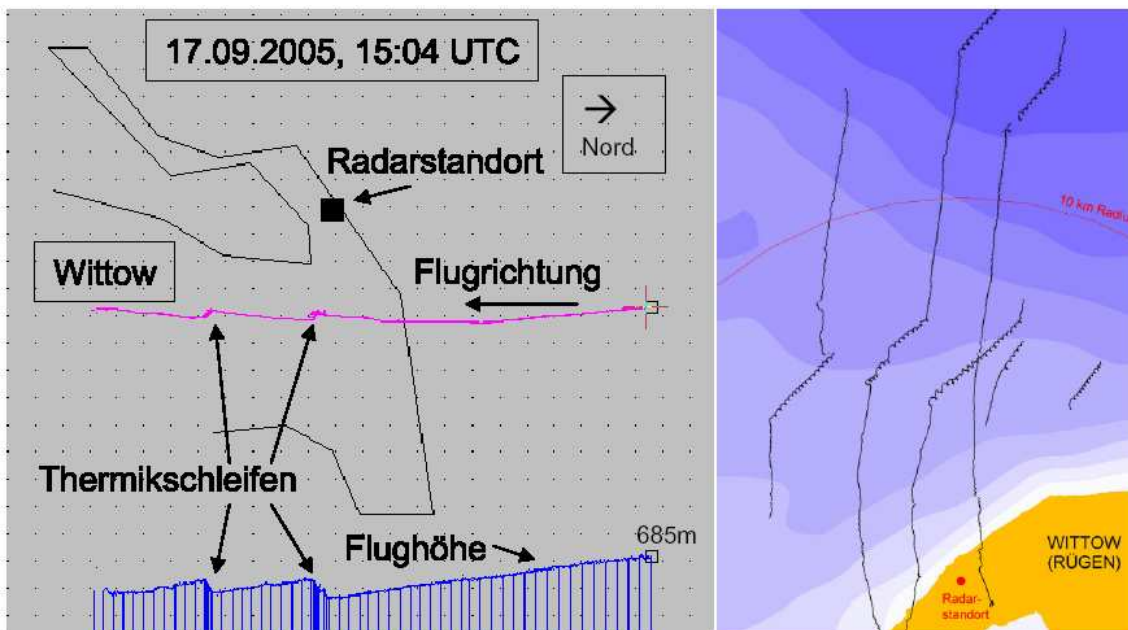 17.09.2005, 15:04 UTC
→
Nord
Radarstandort
Wittow
Flugrichtung
Thermikschleifen
Flughöhe
685m
10 km Radiu
WITTOW
(RÜGEN)
Radar-
standort